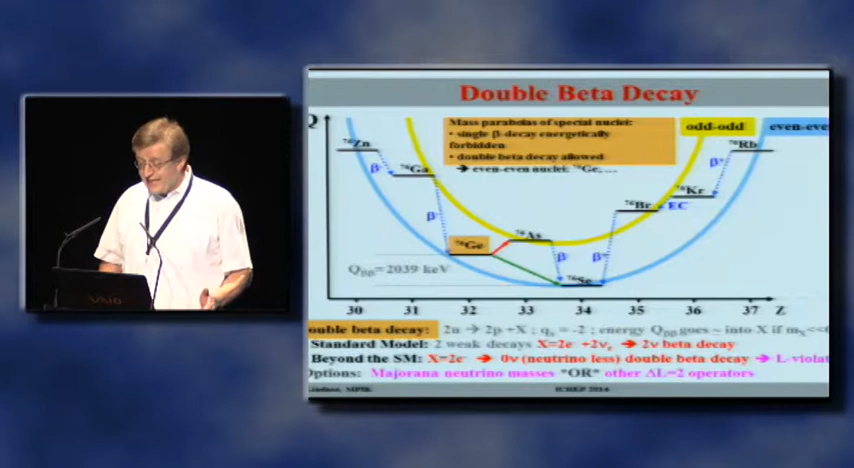 Double Beta Decay
Q
Mass parabolas of special nuclei:
• single β-decay energetically
forbidden
• double beta decay allowed
→ even-even nuclei: ⁷⁶Ge, ...
odd-odd
even-eve
⁷⁶Zn
⁷⁶Ga
⁷⁶Ge
⁷⁶As
⁷⁶Se
⁷⁶Br
⁷⁶Kr
⁷⁶Rb
β⁻
β⁻
β⁻
β⁺
EC
β⁺
Qββ=2039 keV
30 31 32 33 34 35 36 37 Z
ouble beta decay: 2n → 2p +X ; = -2 ; energy Qββ goes ~ into X if
Standard Model: 2 weak decays X=2e⁻ +2νₑ → 2ν beta decay
Beyond the SM: X=2e⁻ → 0ν (neutrino less) double beta decay → L-violat
Options: Majorana neutrino masses *OR* other ΔL=2 operators
MPIK
ICHEP 2014
VAIO